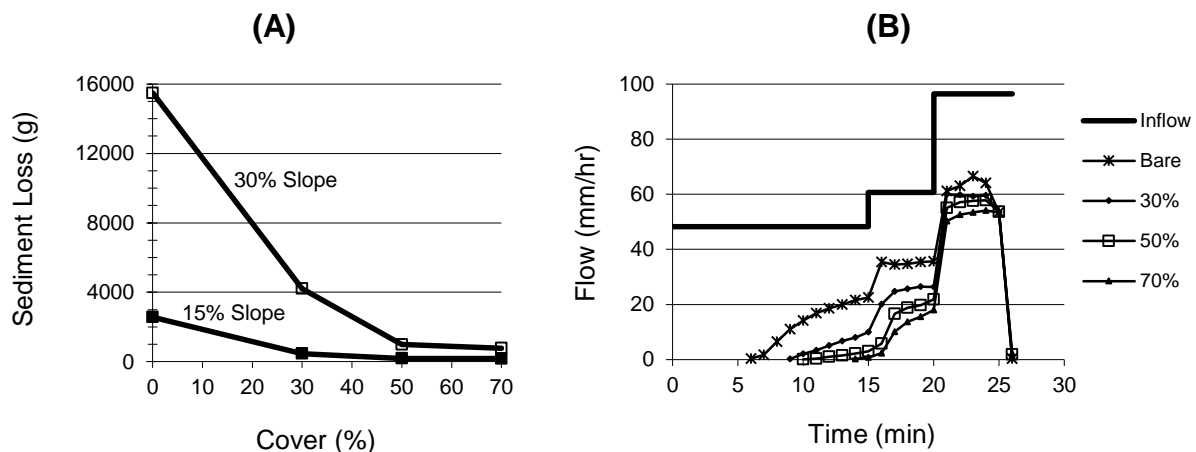 (A)
Sediment Loss (g)
16000
12000
8000
4000
0
30% Slope
15% Slope
0 10 20 30 40 50 60 70
Cover (%)
(B)
Flow (mm/hr)
100
80
60
40
20
0
0 5 10 15 20 25 30
Time (min)
Inflow
Bare
30%
50%
70%